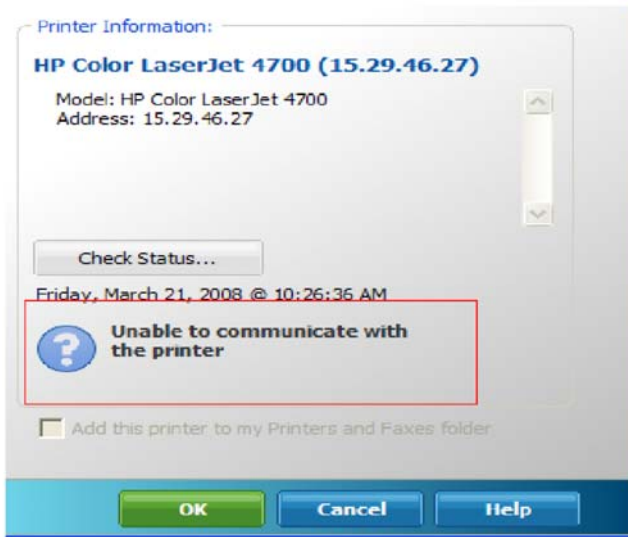 Printer Information:
HP Color LaserJet 4700 (15.29.46.27)
Model: HP Color LaserJet 4700
Address: 15.29.46.27
Check Status...
Friday, March 21, 2008 @ 10:26:36 AM
Unable to communicate with
the printer
Add this printer to my Printers and Faxes folder
OK Cancel Help